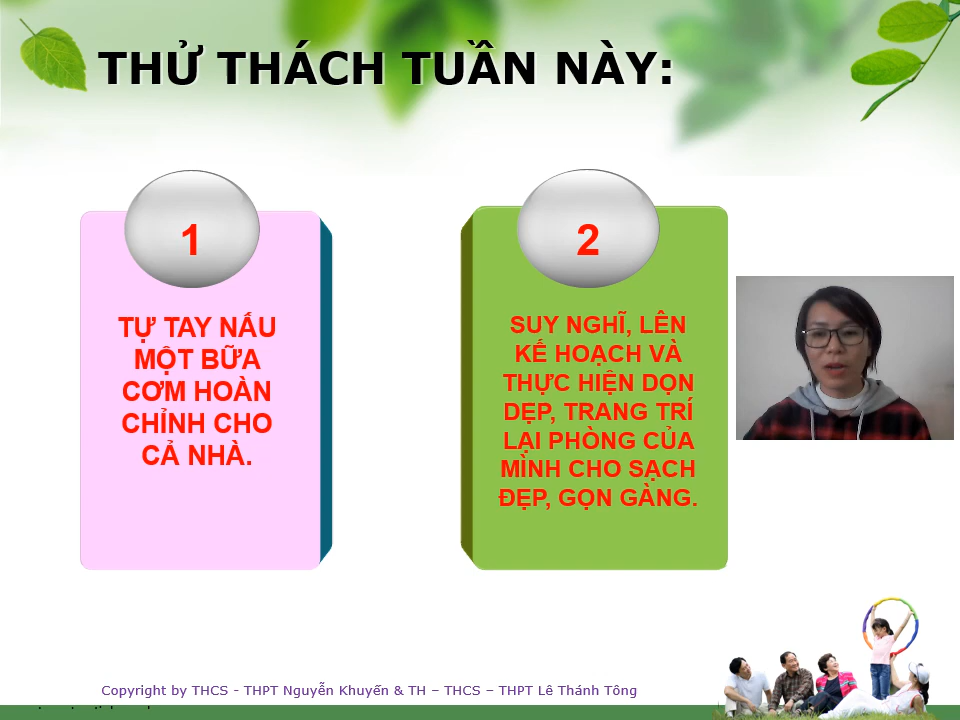 THỬ THÁCH TUẦN NÀY:
1
TỰ TAY NẤU
MỘT BỮA
CƠM HOÀN
CHỈNH CHO
CẢ NHÀ.
2
SUY NGHĨ, LÊN
KẾ HOẠCH VÀ
THỰC HIỆN DỌN
DẸP, TRANG TRÍ
LẠI PHÒNG CỦA
MÌNH CHO SẠCH
ĐẸP, GỌN GÀNG.
Copyright by THCS - THPT Nguyễn Khuyến & TH – THCS – THPT Lê Thánh Tông